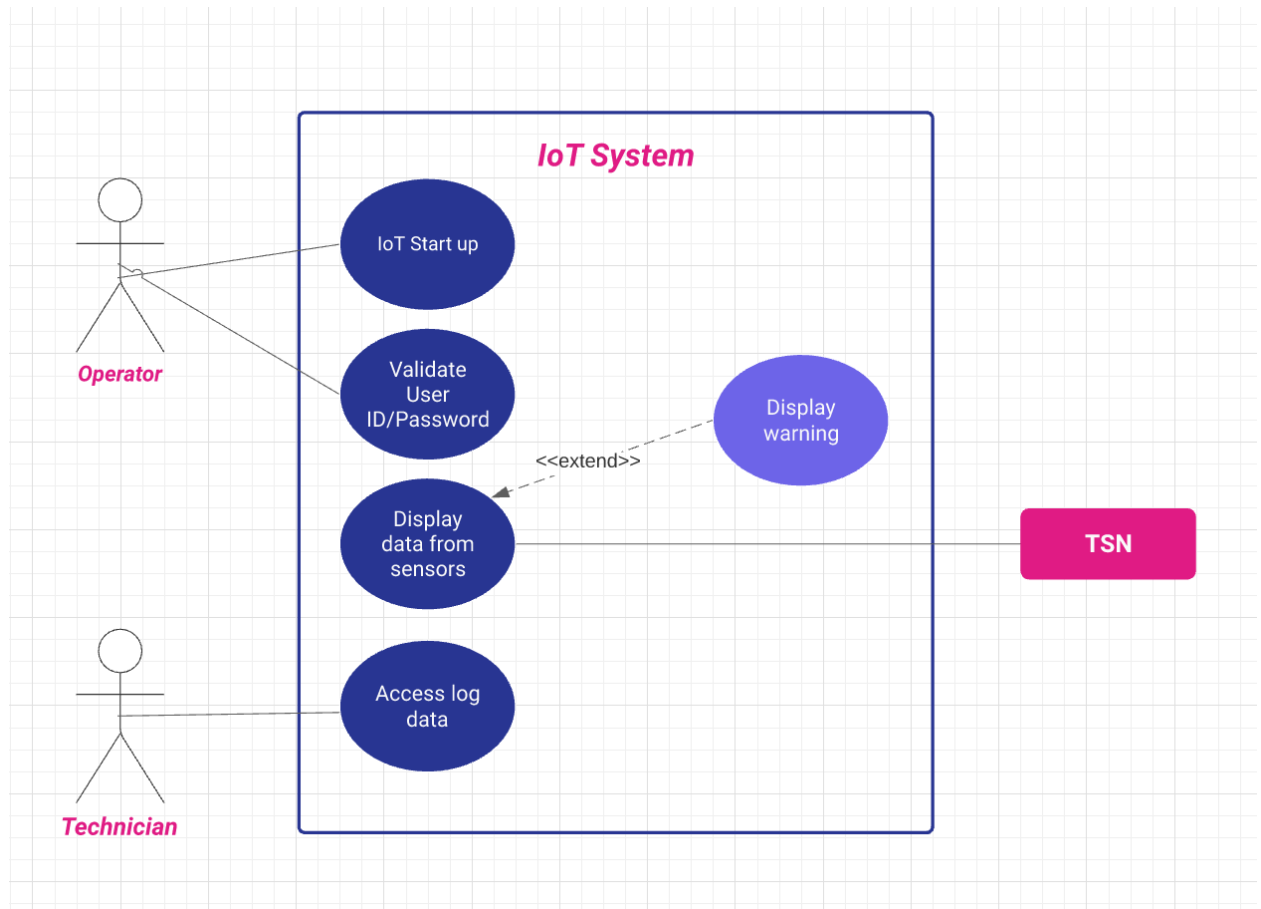 IoT System
IoT Start up
Operator
Validate
User
ID/Password
Display
warning
<<extend>>
Display
data from
sensors
TSN
Access log
data
Technician